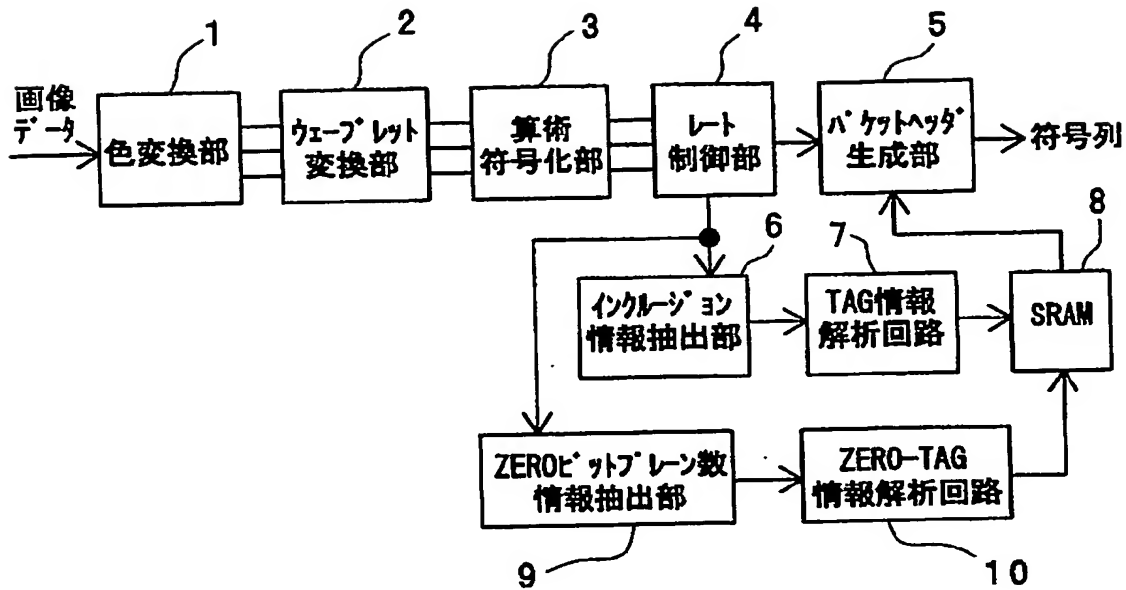 1
2
3
4
5
画像
データ
色変換部
ウェーブレット
変換部
算術
符号化部
レート
制御部
パケットヘッダ
生成部
符号列
6
7
8
インクルージョン
情報抽出部
TAG情報
解析回路
SRAM
ZEROビットプレーン数
情報抽出部
ZERO-TAG
情報解析回路
9
10